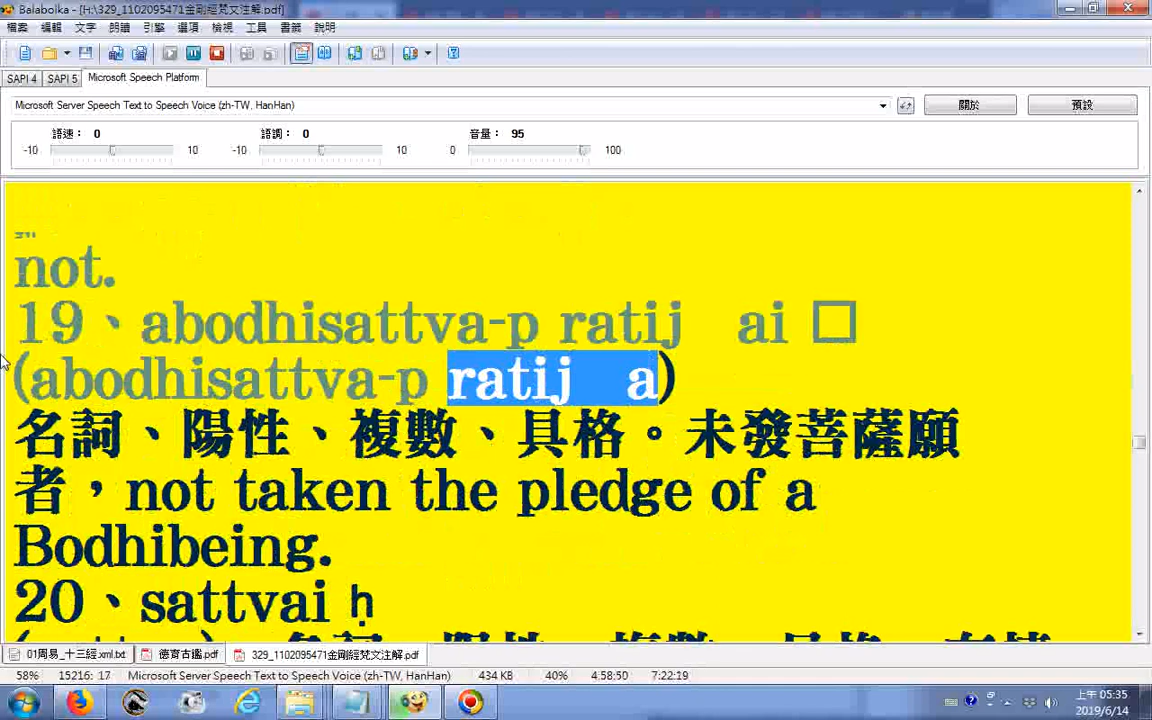 Balabolka - [H:\329_1102095471金剛經梵文注解.pdf]
檔案 編輯 文字 朗讀 引擎 選項 檢視 工具 書籤 說明
SAPI 4 SAPI 5 Microsoft Speech Platform
Microsoft Server Speech Text to Speech Voice (zh-TW, HanHan) 關於 預設
語速： 0 語調： 0 音量： 95
-10 10 -10 10 0 100
not.
19、abodhisattva-p ratij ai □
(abodhisattva-p ratij a)
名詞、陽性、複數、具格。未發菩薩願
者，not taken the pledge of a
Bodhibeing.
20、sattvai ḥ
01周易_十三經.xml.txt 德育古鑑.pdf 329_1102095471金剛經梵文注解.pdf
58% 15216: 17 Microsoft Server Speech Text to Speech Voice (zh-TW, HanHan) 434 KB 40% 4:58:50 7:22:19
上午 05:35
2019/6/14